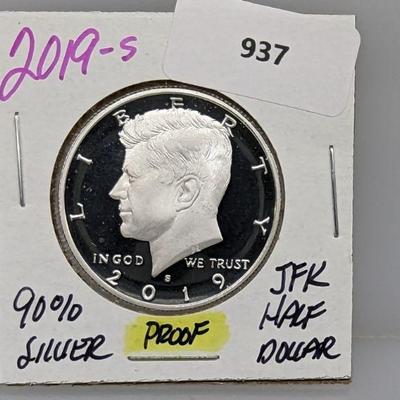 2019-S
937
LIBERTY
IN GOD WE TRUST
S
2019
90% SILVER
PROOF
JFK HALF DOLLAR